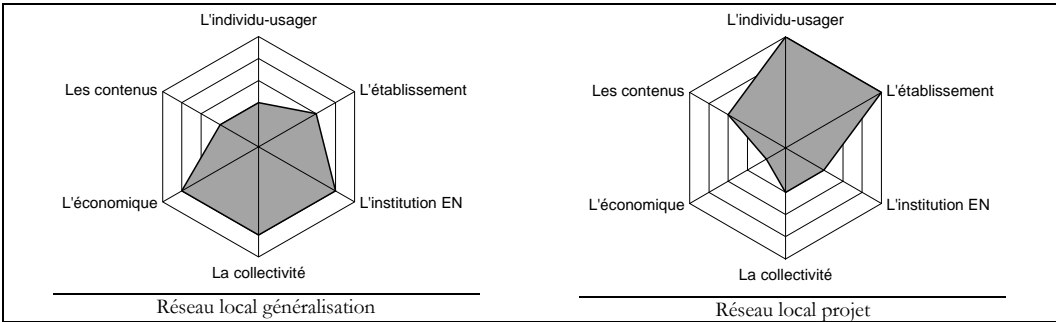 L'individu-usager
Les contenus
L'établissement
L'économique
L'institution EN
La collectivité
Réseau local généralisation
L'individu-usager
Les contenus
L'établissement
L'économique
L'institution EN
La collectivité
Réseau local projet